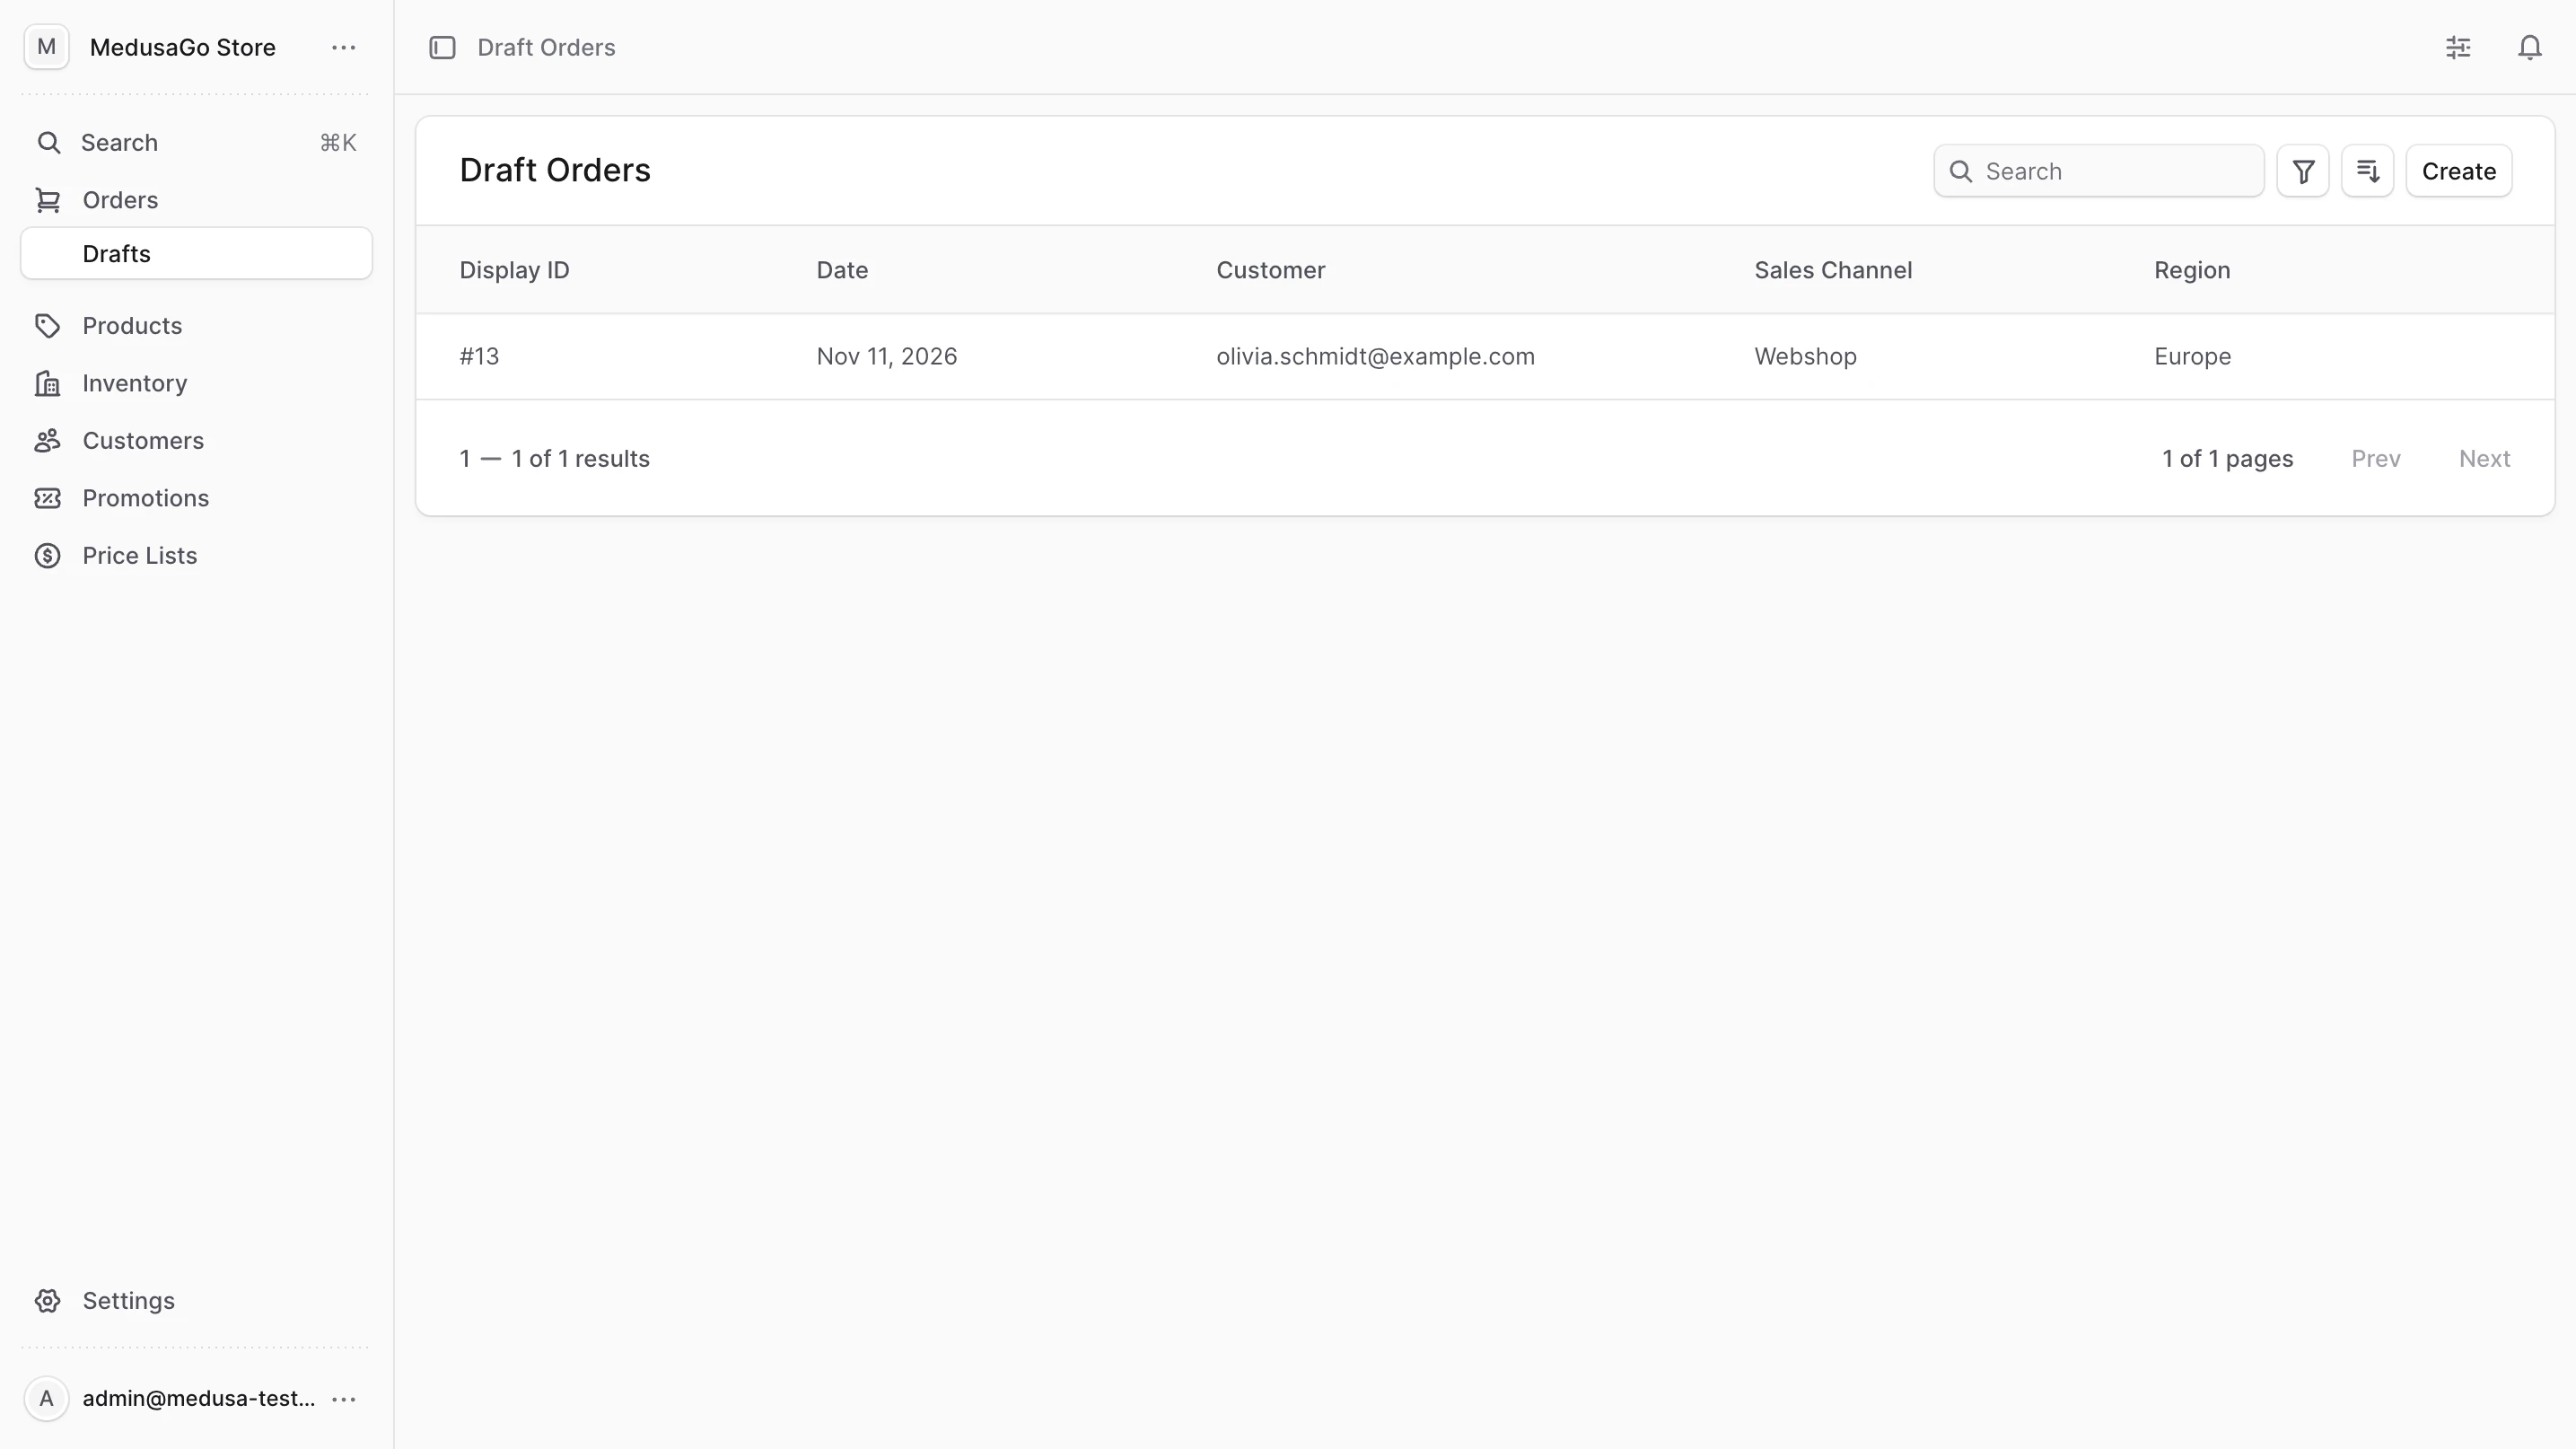 M MedusaGo Store
Search ⌘K
Orders
Drafts
Products
Inventory
Customers
Promotions
Price Lists
Settings
A admin@medusa-test...
Draft Orders
Draft Orders
Search Create
Display ID Date Customer Sales Channel Region
#13 Nov 11, 2026 olivia.schmidt@example.com Webshop Europe
1 — 1 of 1 results 1 of 1 pages Prev Next